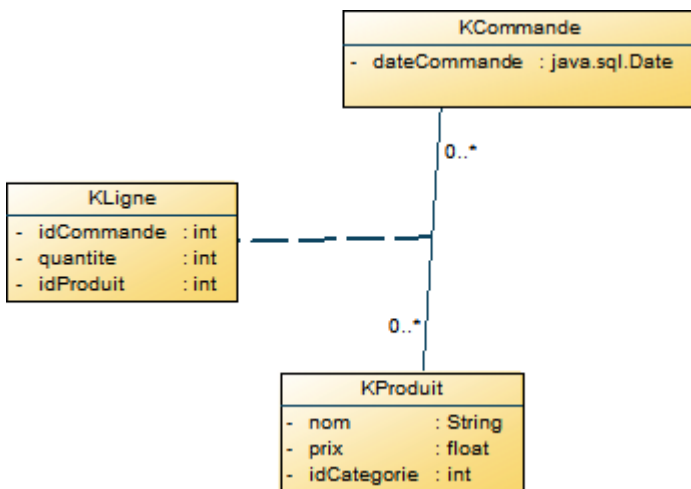 KCommande
- dateCommande : java.sql.Date
0..*
KLigne
- idCommande : int
- quantite : int
- idProduit : int
0..*
KProduit
- nom : String
- prix : float
- idCategorie : int